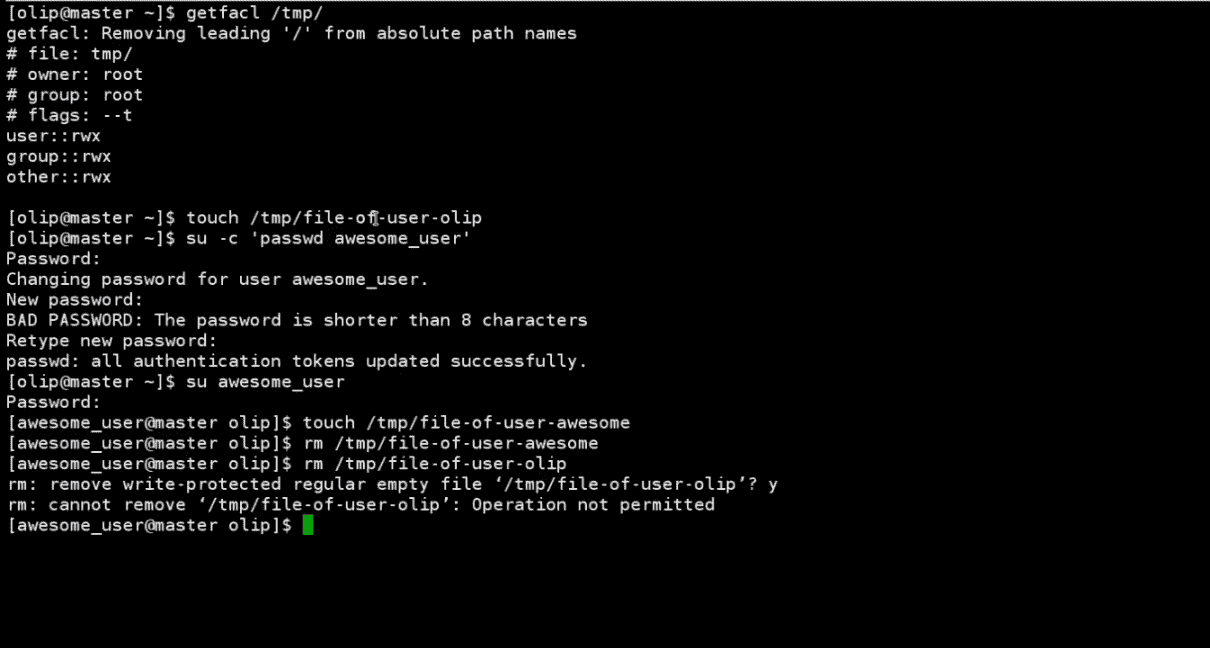 [olip@master ~]$ getfacl /tmp/
getfacl: Removing leading '/' from absolute path names
# file: tmp/
# owner: root
# group: root
# flags: --t
user::rwx
group::rwx
other::rwx

[olip@master ~]$ touch /tmp/file-of-user-olip
[olip@master ~]$ su -c 'passwd awesome_user'
Password:
Changing password for user awesome_user.
New password:
BAD PASSWORD: The password is shorter than 8 characters
Retype new password:
passwd: all authentication tokens updated successfully.
[olip@master ~]$ su awesome_user
Password:
[awesome_user@master olip]$ touch /tmp/file-of-user-awesome
[awesome_user@master olip]$ rm /tmp/file-of-user-awesome
[awesome_user@master olip]$ rm /tmp/file-of-user-olip
rm: remove write-protected regular empty file ‘/tmp/file-of-user-olip’? y
rm: cannot remove ‘/tmp/file-of-user-olip’: Operation not permitted
[awesome_user@master olip]$